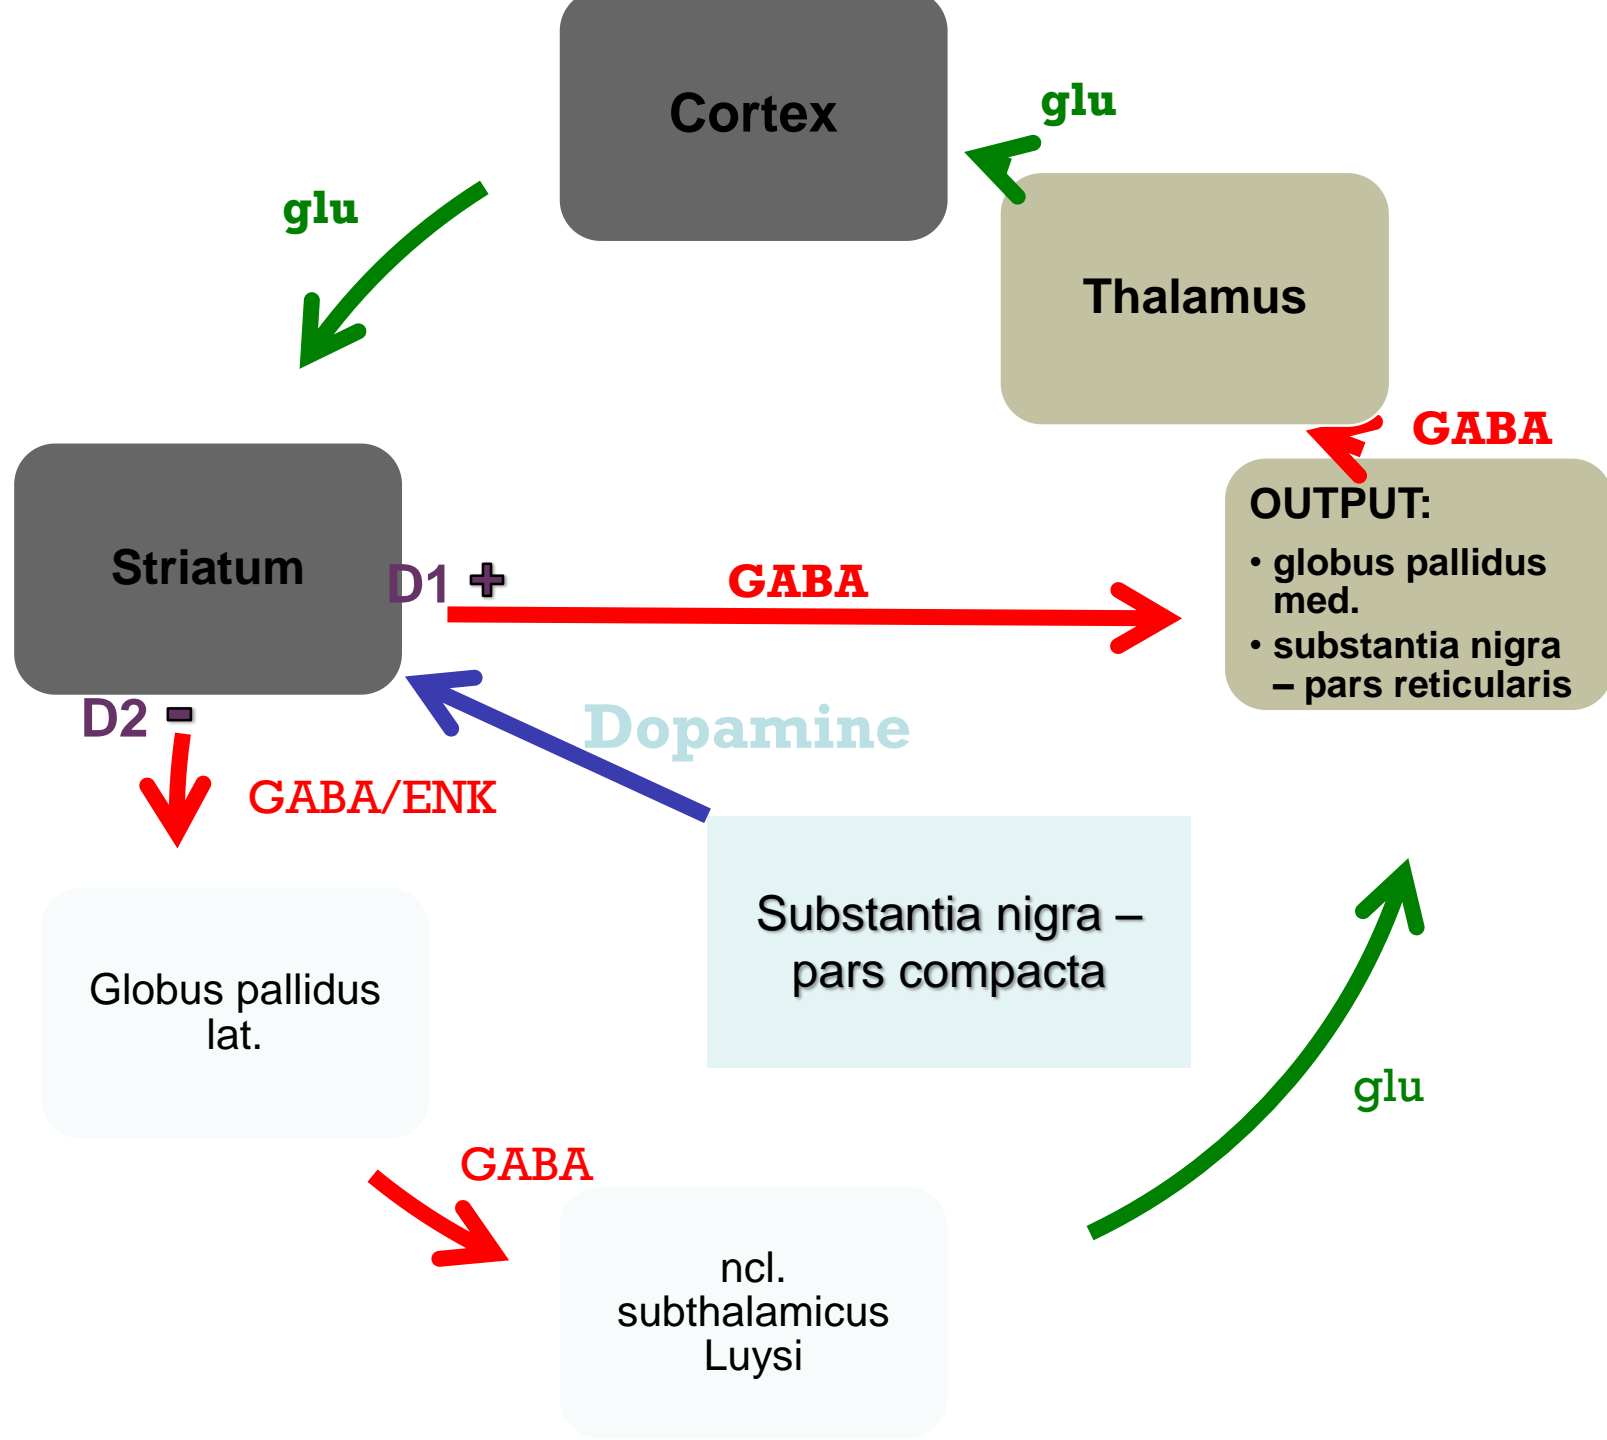 Cortex
glu
glu
Thalamus
GABA
OUTPUT:
• globus pallidus
med.
• substantia nigra
– pars reticularis
Striatum
D1 +
GABA
D2 -
Dopamine
GABA/ENK
Substantia nigra –
pars compacta
Globus pallidus
lat.
glu
GABA
ncl.
subthalamicus
Luysi